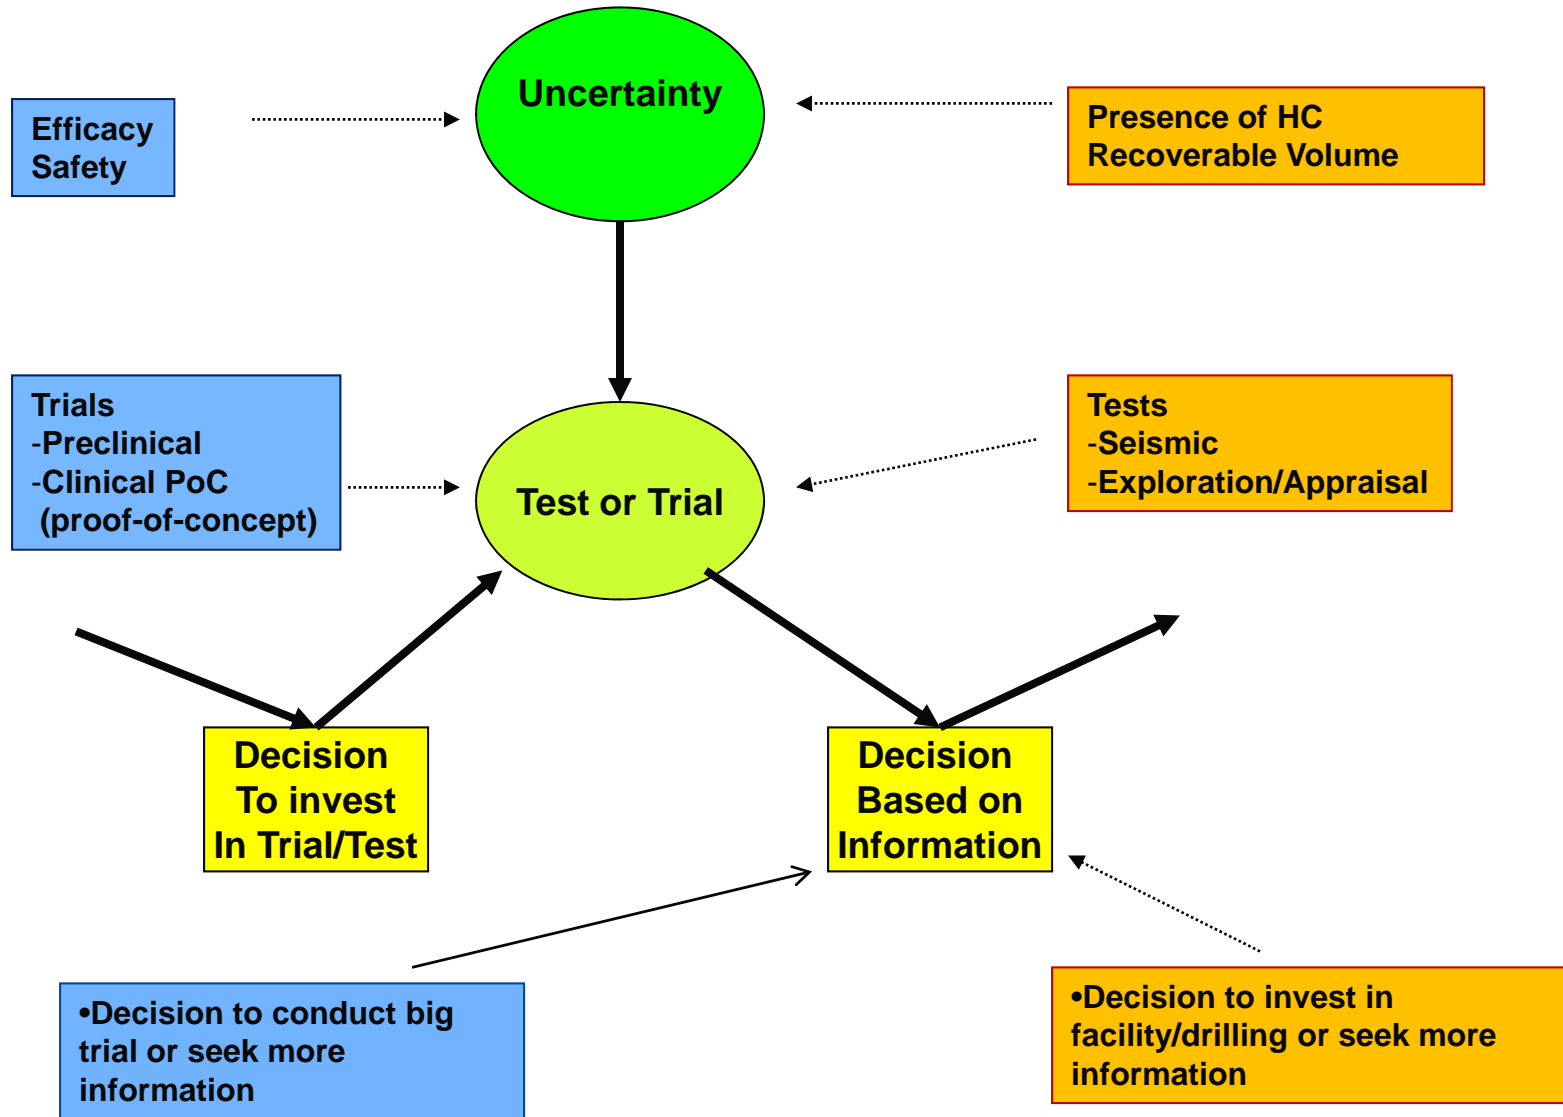 Uncertainty
Efficacy
Safety
Presence of HC
Recoverable Volume
Trials
-Preclinical
-Clinical PoC
(proof-of-concept)
Test or Trial
Tests
-Seismic
-Exploration/Appraisal
Decision
To invest
In Trial/Test
Decision
Based on
Information
•Decision to conduct big
trial or seek more
information
•Decision to invest in
facility/drilling or seek more
information